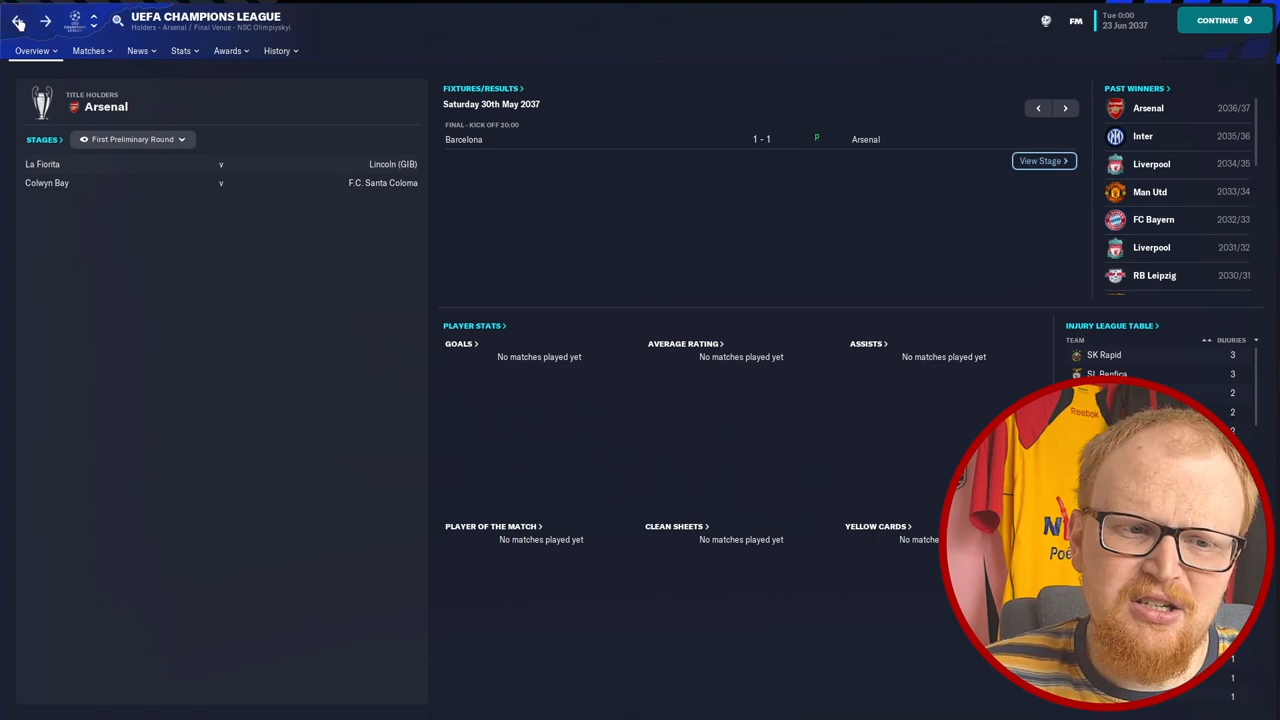 UEFA CHAMPIONS LEAGUE
Holders - Arsenal / Final Venue - NSC Olimpiyskyi
FM
Tue 0:00
23 Jun 2037
CONTINUE
Overview
Matches
News
Stats
Awards
History
TITLE HOLDERS
Arsenal
STAGES
First Preliminary Round
La Fiorita v Lincoln (GIB)
Colwyn Bay v F.C. Santa Coloma
FIXTURES/RESULTS
Saturday 30th May 2037
FINAL - KICK OFF 20:00
Barcelona 1 - 1 p Arsenal
View Stage
PAST WINNERS
Arsenal 2036/37
Inter 2035/36
Liverpool 2034/35
Man Utd 2033/34
FC Bayern 2032/33
Liverpool 2031/32
RB Leipzig 2030/31
PLAYER STATS
GOALS
No matches played yet
AVERAGE RATING
No matches played yet
ASSISTS
No matches played yet
PLAYER OF THE MATCH
No matches played yet
CLEAN SHEETS
No matches played yet
YELLOW CARDS
No matche
INJURY LEAGUE TABLE
TEAM INJURIES
SK Rapid 3
SL Benfica 3
2
2
Reebok
1
1
1